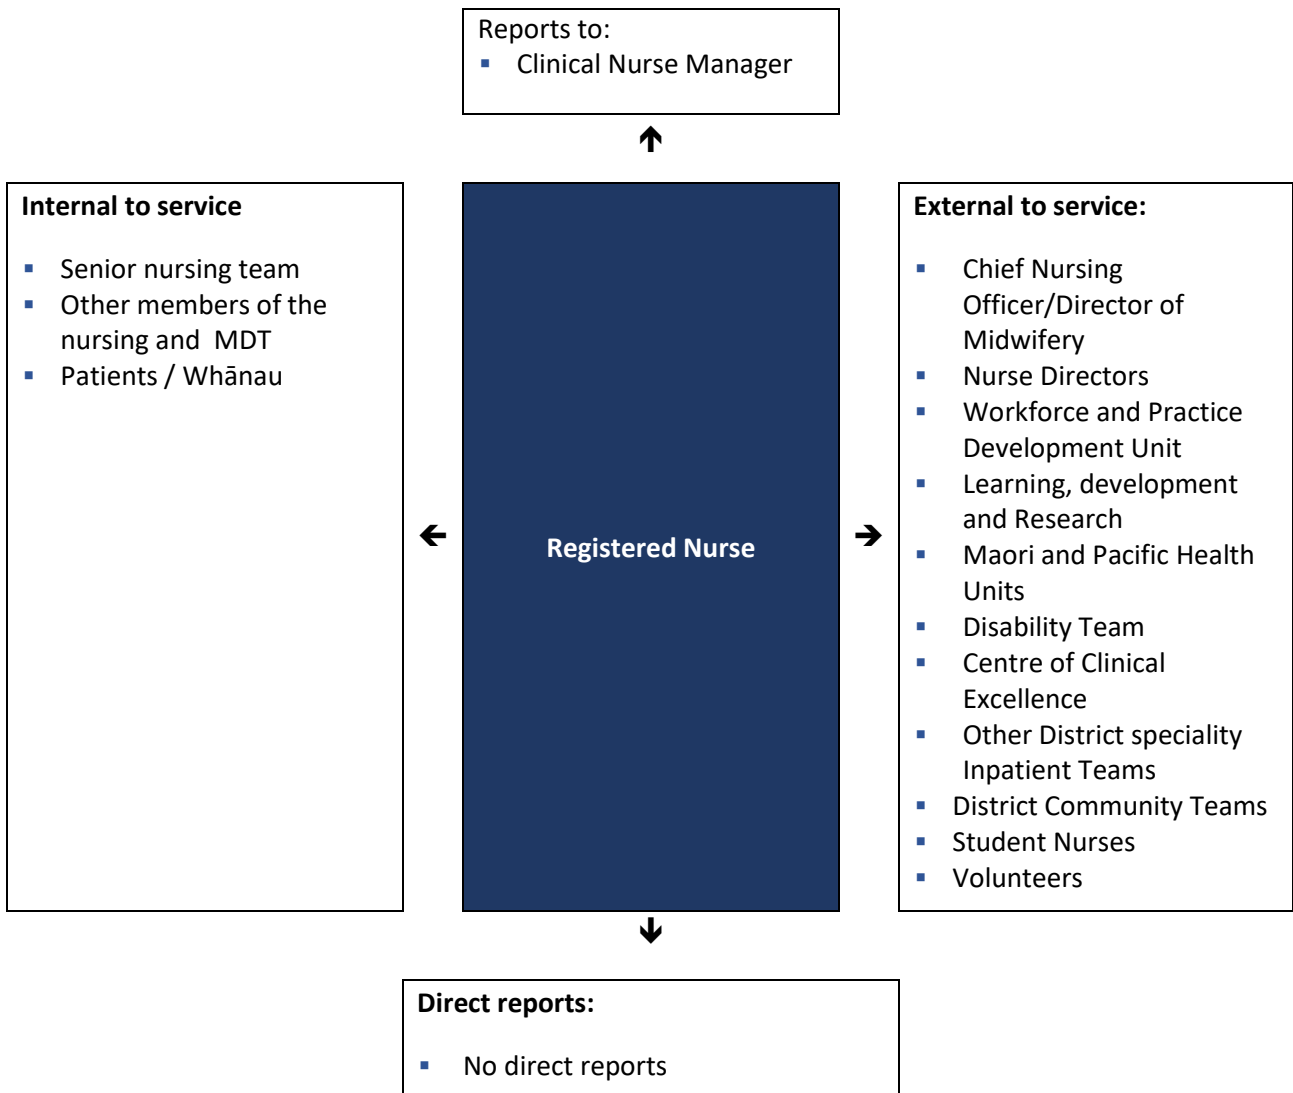 Reports to:
▪ Clinical Nurse Manager
Internal to service
▪ Senior nursing team
▪ Other members of the
nursing and  MDT
▪ Patients / Whānau
Registered Nurse
External to service:
▪ Chief Nursing
Officer/Director of
Midwifery
▪ Nurse Directors
▪ Workforce and Practice
Development Unit
▪ Learning, development
and Research
▪ Maori and Pacific Health
Units
▪ Disability Team
▪ Centre of Clinical
Excellence
▪ Other District speciality
Inpatient Teams
▪ District Community Teams
▪ Student Nurses
▪ Volunteers
Direct reports:
▪ No direct reports